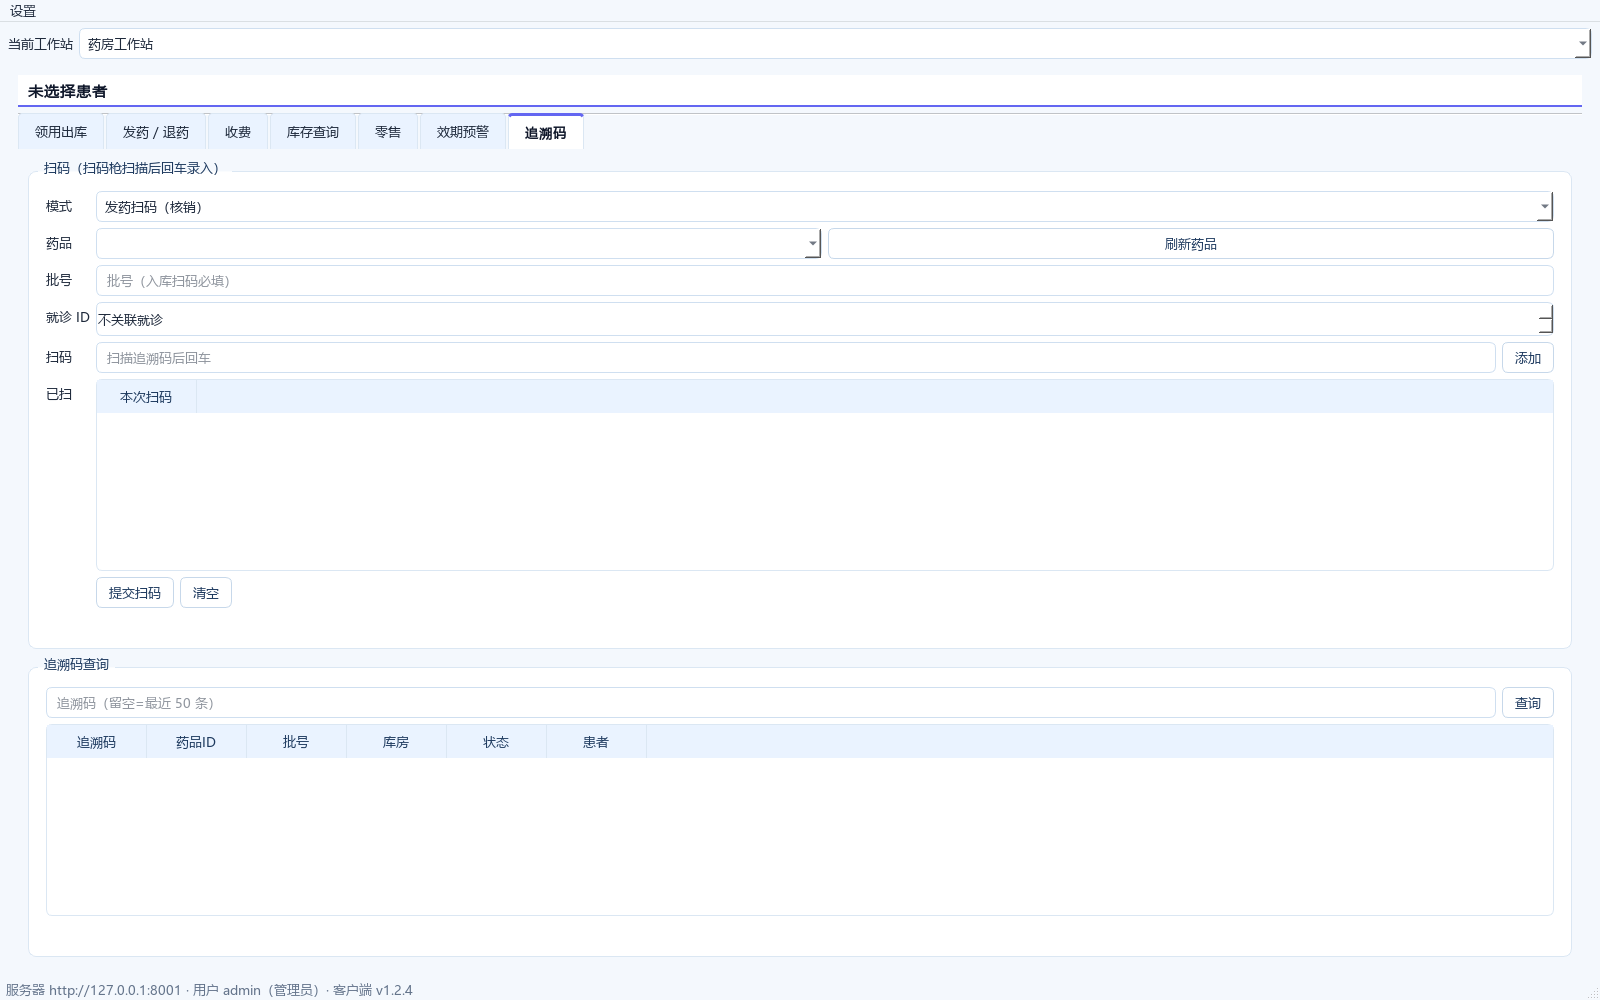 设置
当前工作站 药房工作站
未选择患者
领用出库 发药 / 退药 收费 库存查询 零售 效期预警 追溯码
扫码（扫码枪扫描后回车录入）
模式 发药扫码（核销）
药品 刷新药品
批号 批号（入库扫码必填）
就诊 ID 不关联就诊
扫码 扫描追溯码后回车 添加
已扫 本次扫码
提交扫码 清空
追溯码查询
追溯码（留空=最近 50 条） 查询
追溯码 药品ID 批号 库房 状态 患者
服务器 http://127.0.0.1:8001 · 用户 admin（管理员）· 客户端 v1.2.4